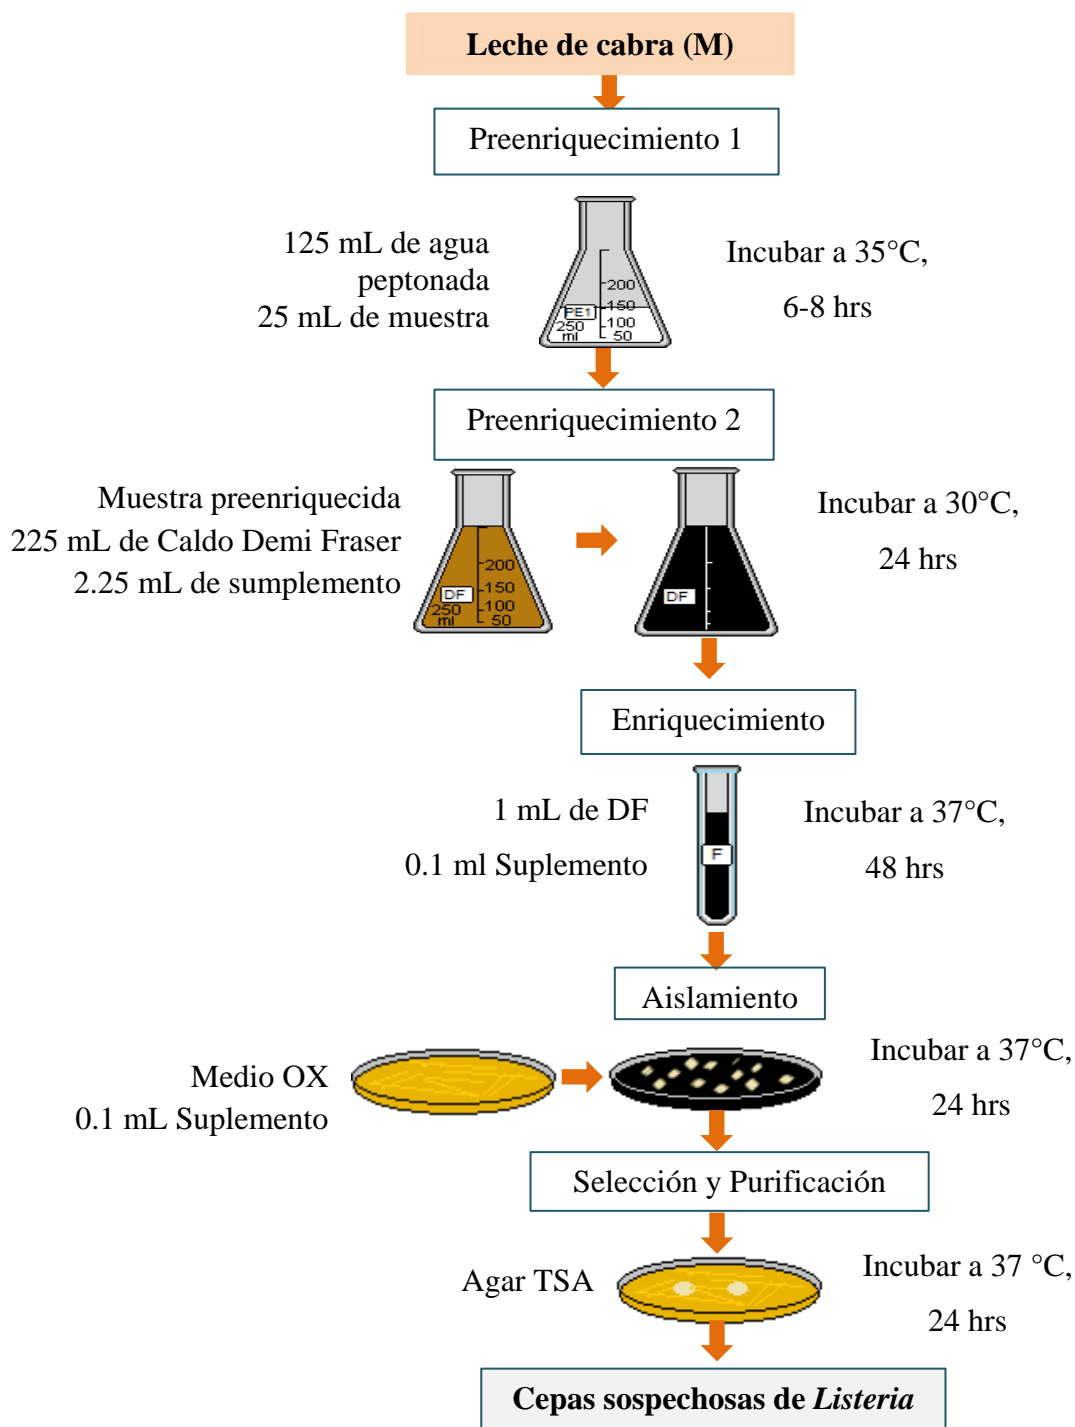 Leche de cabra (M)
Preenriquecimiento 1
125 mL de agua
peptonada
25 mL de muestra
200
150
PE1
100
250
50
ml
Incubar a 35°C,
6-8 hrs
Preenriquecimiento 2
Muestra preenriquecida
225 mL de Caldo Demi Fraser
2.25 mL de sumplemento
200
150
DF
100
250
50
ml
DF
Incubar a 30°C,
24 hrs
Enriquecimiento
1 mL de DF
0.1 ml Suplemento
F
Incubar a 37°C,
48 hrs
Aislamiento
Medio OX
0.1 mL Suplemento
Incubar a 37°C,
24 hrs
Selección y Purificación
Agar TSA
Incubar a 37 °C,
24 hrs
Cepas sospechosas de Listeria